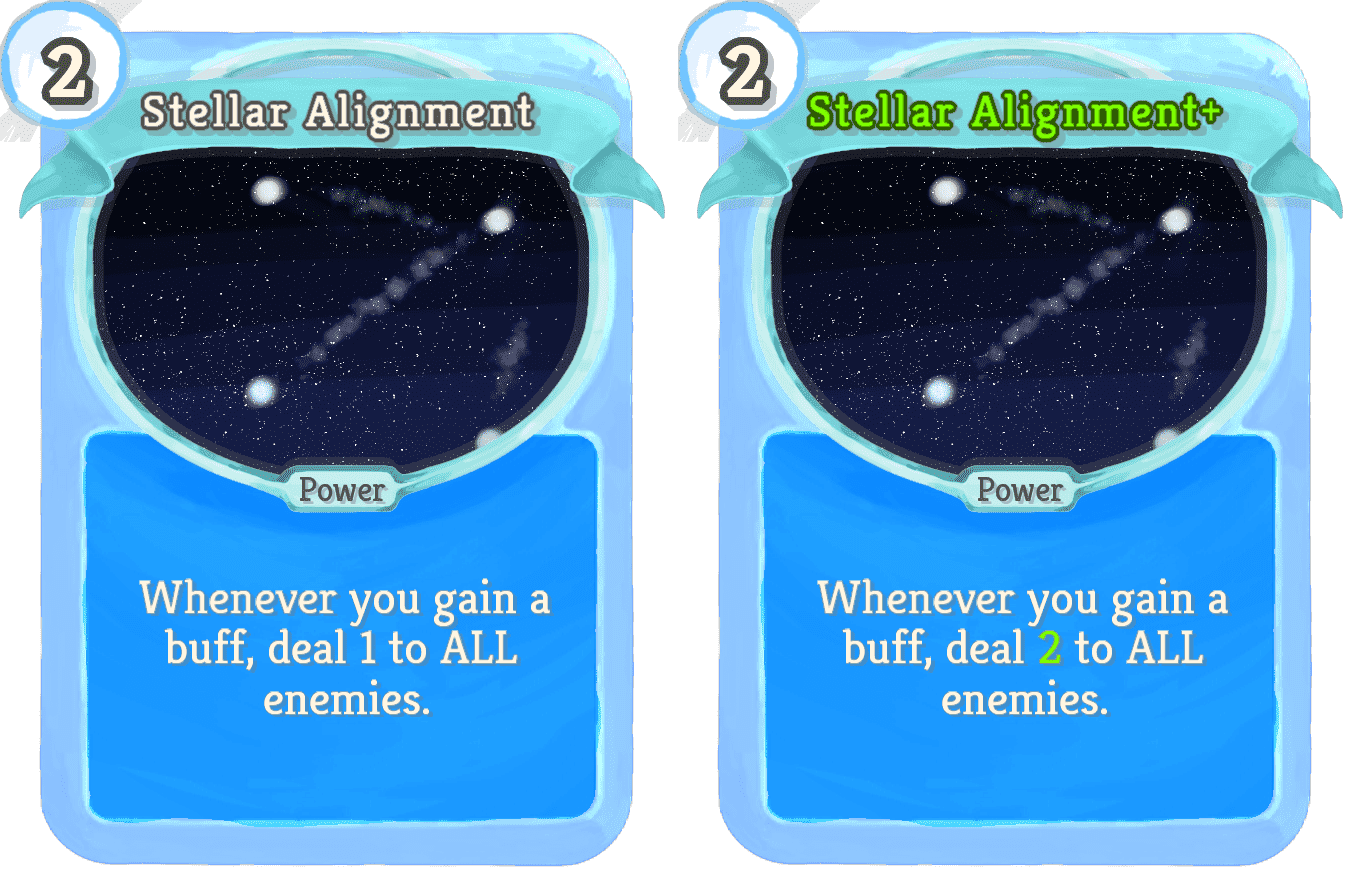 2
Stellar Alignment
Power
Whenever you gain a
buff, deal 1 to ALL
enemies.
2
Stellar Alignment+
Power
Whenever you gain a
buff, deal 2 to ALL
enemies.